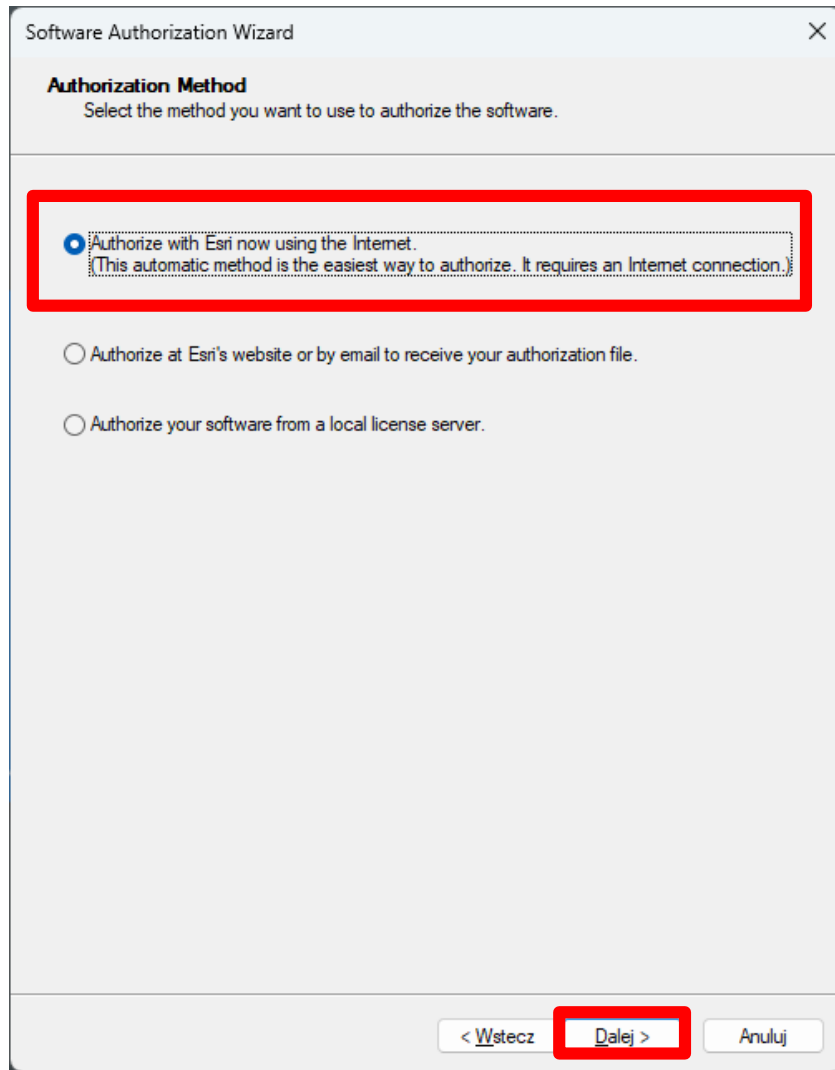 Software Authorization Wizard
Authorization Method
Select the method you want to use to authorize the software.
Authorize with Esri now using the Internet.
(This automatic method is the easiest way to authorize. It requires an Internet connection.)
Authorize at Esri's website or by email to receive your authorization file.
Authorize your software from a local license server.
< Wstecz Dalej > Anuluj